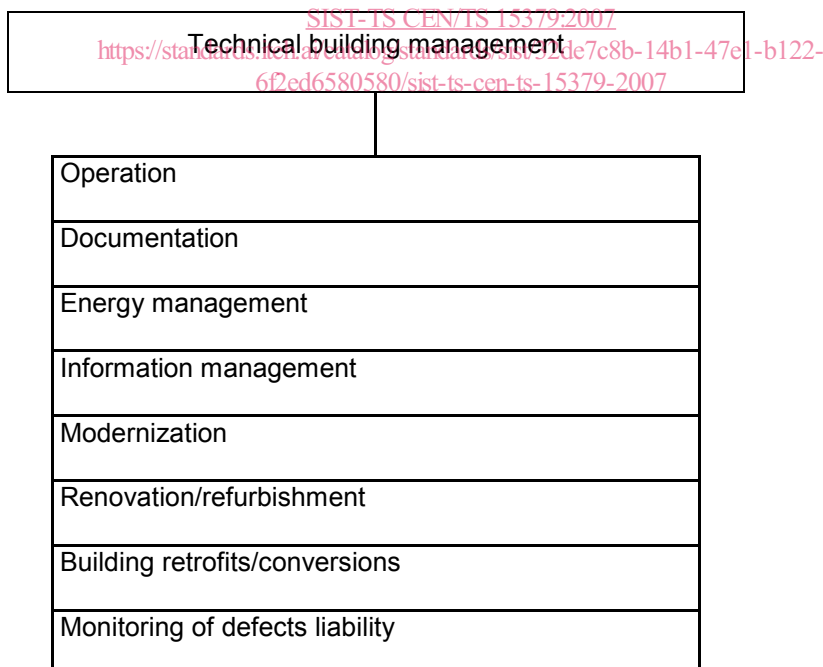 SIST-TS CEN/TS 15379:2007
Technical building management
https://standards.iteh.ai/catalog/standards/sist/32de7c8b-14b1-47e1-b122-
6f2ed6580580/sist-ts-cen-ts-15379-2007
Operation
Documentation
Energy management
Information management
Modernization
Renovation/refurbishment
Building retrofits/conversions
Monitoring of defects liability